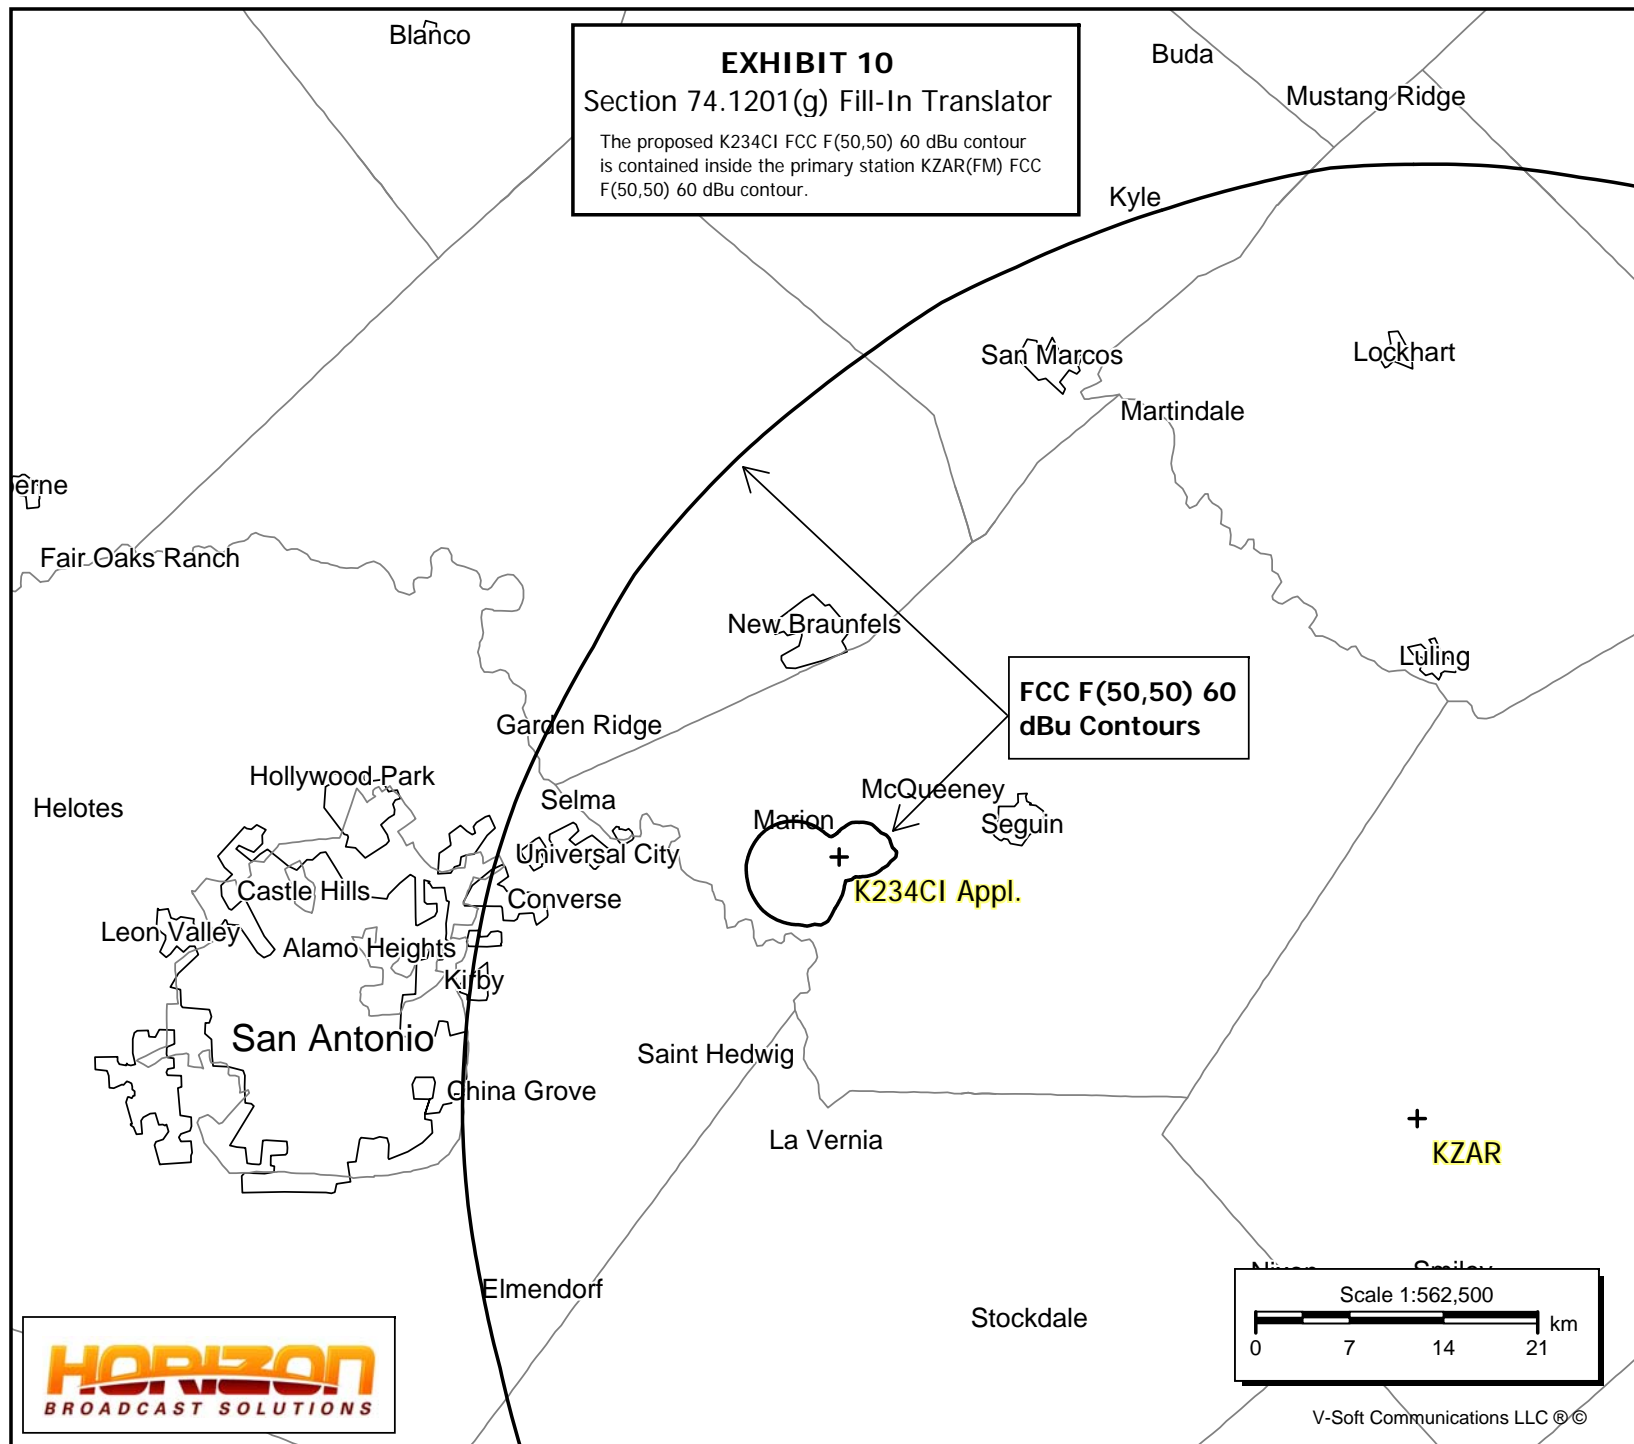 Blanco
EXHIBIT 10
Section 74.1201(g) Fill-In Translator
The proposed K234CI FCC F(50,50) 60 dBu contour
is contained inside the primary station KZAR(FM) FCC
F(50,50) 60 dBu contour.
Buda
Mustang Ridge
Kyle
San Marcos
Lockhart
Martindale
erne
Fair Oaks Ranch
New Braunfels
Luling
FCC F(50,50) 60
dBu Contours
Garden Ridge
Hollywood Park
Helotes
Selma
McQueeney
Marion
Seguin
Universal City
Castle Hills
Converse
K234CI Appl.
Leon Valley
Alamo Heights
Kirby
San Antonio
Saint Hedwig
China Grove
La Vernia
KZAR
Elmendorf
Nixon
Smiley
Stockdale
Scale 1:562,500
km
0 7 14 21
HORIZON
BROADCAST SOLUTIONS
V-Soft Communications LLC ® ©